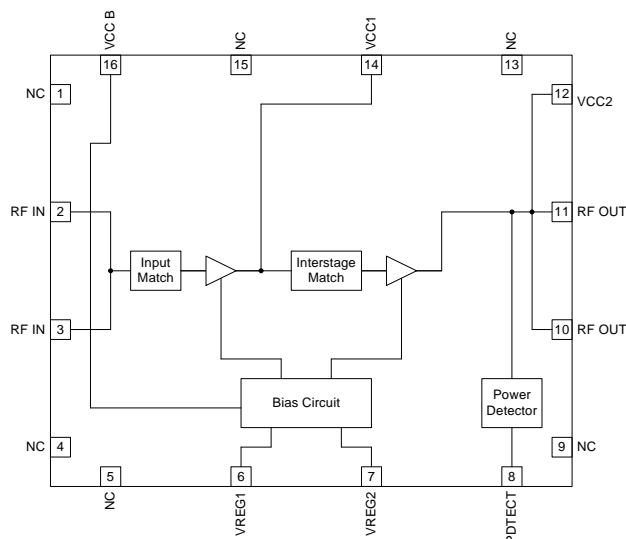 VCC B
NC
VCC1
NC
16
15
14
13
NC
1
12
VCC2
RF IN
2
11
RF OUT
Input
Match
Interstage
Match
RF IN
3
10
RF OUT
Bias Circuit
Power
Detector
NC
4
9
NC
5
6
7
8
NC
VREG1
VREG2
PDTECT